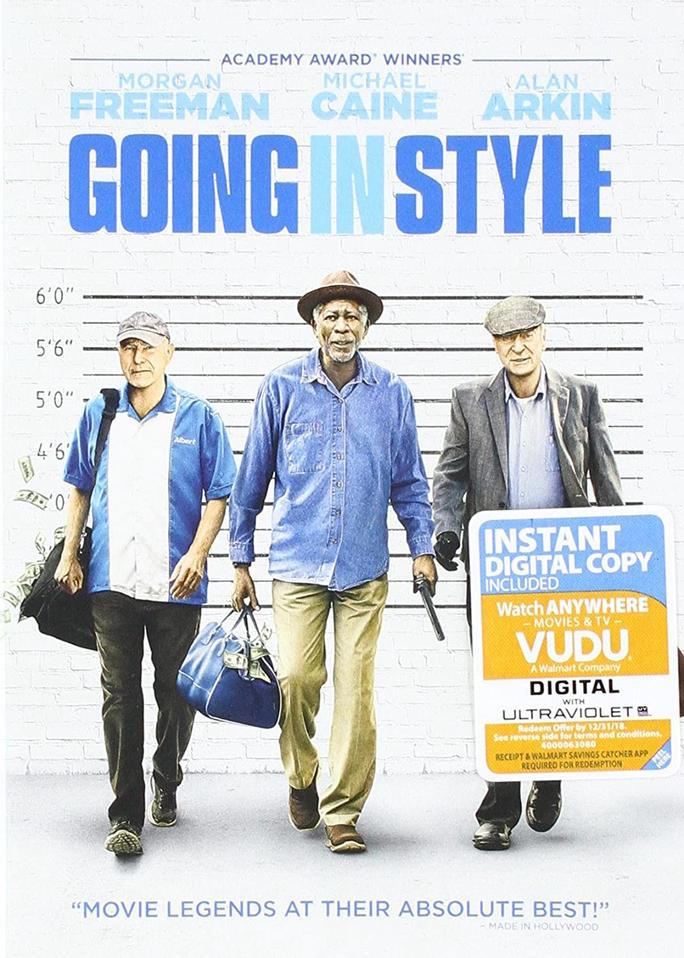 ACADEMY AWARD® WINNERS
MORGAN MICHAEL ALAN
FREEMAN CAINE ARKIN
GOING IN STYLE
6'0"
5'6"
5'0"
4'6
'0
Albert
INSTANT
DIGITAL COPY
INCLUDED
Watch ANYWHERE
– MOVIES & TV –
VUDU
A Walmart Company
DIGITAL
WITH
ULTRAVIOLET
Redeem Offer by 12/31/18.
See reverse side for terms and conditions.
4000063080
RECEIPT & WALMART SAVINGS CATCHER APP
REQUIRED FOR REDEMPTION
PEEL
HERE
“MOVIE LEGENDS AT THEIR ABSOLUTE BEST!”
– MADE IN HOLLYWOOD